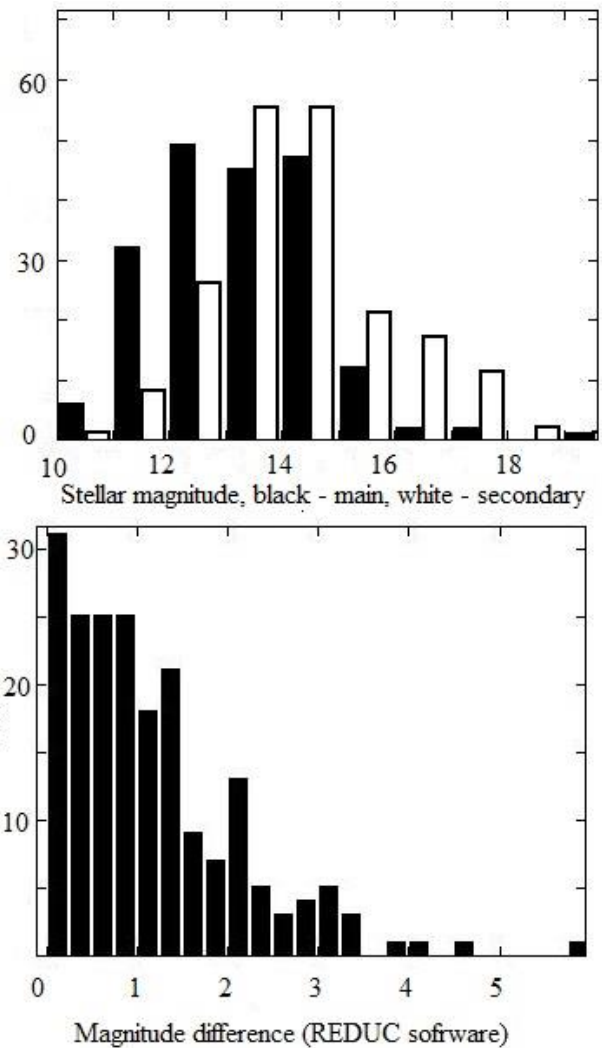 60
30
0
10 12 14 16 18
Stellar magnitude, black - main, white - secondary
30
20
10
0 1 2 3 4 5
Magnitude difference (REDUC sofrware)